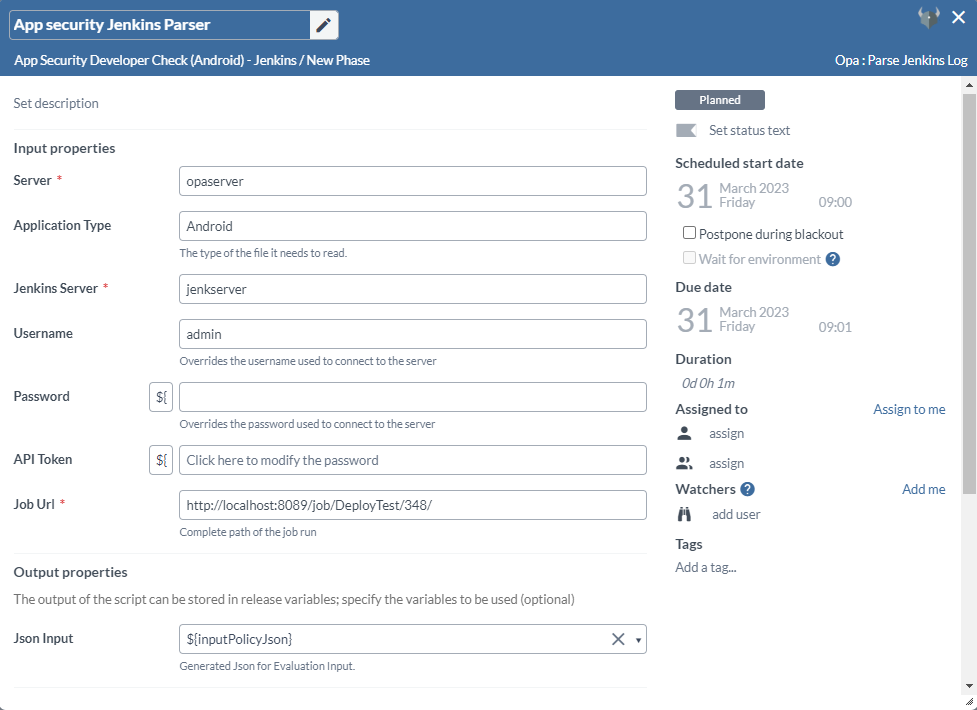 App security Jenkins Parser
App Security Developer Check (Android) - Jenkins / New Phase
Opa : Parse Jenkins Log
Set description
Input properties
Server *
opaserver
Application Type
Android
The type of the file it needs to read.
Jenkins Server *
jenkserver
Username
admin
Overrides the username used to connect to the server
Password
${
Overrides the password used to connect to the server
API Token
${
Click here to modify the password
Job Url *
http://localhost:8089/job/DeployTest/348/
Complete path of the job run
Output properties
The output of the script can be stored in release variables; specify the variables to be used (optional)
Json Input
${inputPolicyJson}
Generated Json for Evaluation Input.
Planned
Set status text
Scheduled start date
31 March 2023
Friday
09:00
Postpone during blackout
Wait for environment ?
Due date
31 March 2023
Friday
09:01
Duration
0d 0h 1m
Assigned to
Assign to me
assign
assign
Watchers ?
Add me
add user
Tags
Add a tag...